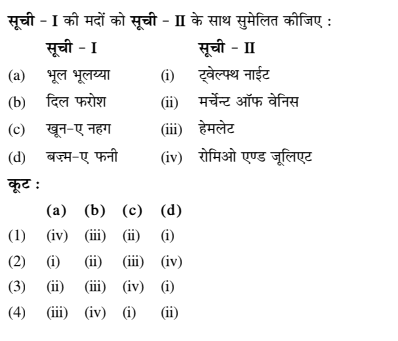 सूची - I की मदों को सूची - II के साथ सुमेलित कीजिए :
सूची - I सूची - II
(a) भूल भूलय्या (i) ट्वेल्फ्थ नाईट
(b) दिल फरोश (ii) मर्चेन्ट ऑफ वेनिस
(c) खून-ए नहग (iii) हेमलेट
(d) बज़्म-ए फनी (iv) रोमिओ एण्ड जूलिएट
कूट :
(a) (b) (c) (d)
(1) (iv) (iii) (ii) (i)
(2) (i) (ii) (iii) (iv)
(3) (ii) (iii) (iv) (i)
(4) (iii) (iv) (i) (ii)